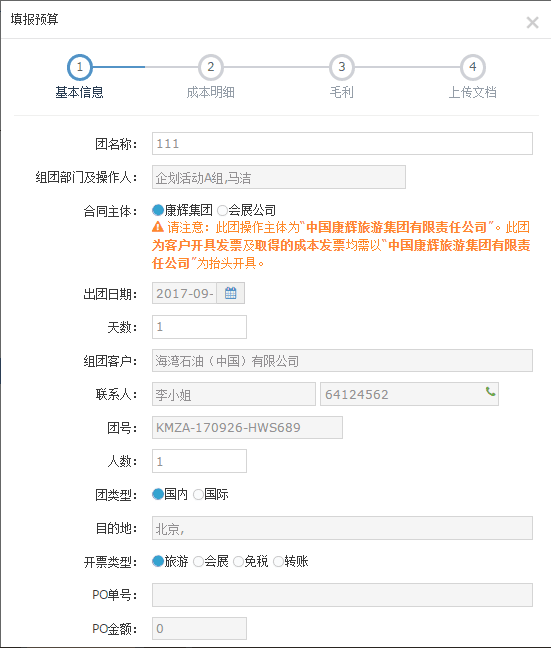 填报预算
×
1 2 3 4
基本信息 成本明细 毛利 上传文档
团名称： 111
组团部门及操作人： 企划活动A组,马洁
合同主体： 康辉集团 会展公司
请注意：此团操作主体为“中国康辉旅游集团有限责任公司”。此团
为客户开具发票及取得的成本发票均需以“中国康辉旅游集团有限责
任公司”为抬头开具。
出团日期： 2017-09-
天数： 1
组团客户： 海湾石油（中国）有限公司
联系人： 李小姐 64124562
团号： KMZA-170926-HWS689
人数： 1
团类型： 国内 国际
目的地： 北京,
开票类型： 旅游 会展 免税 转账
PO单号：
PO金额： 0